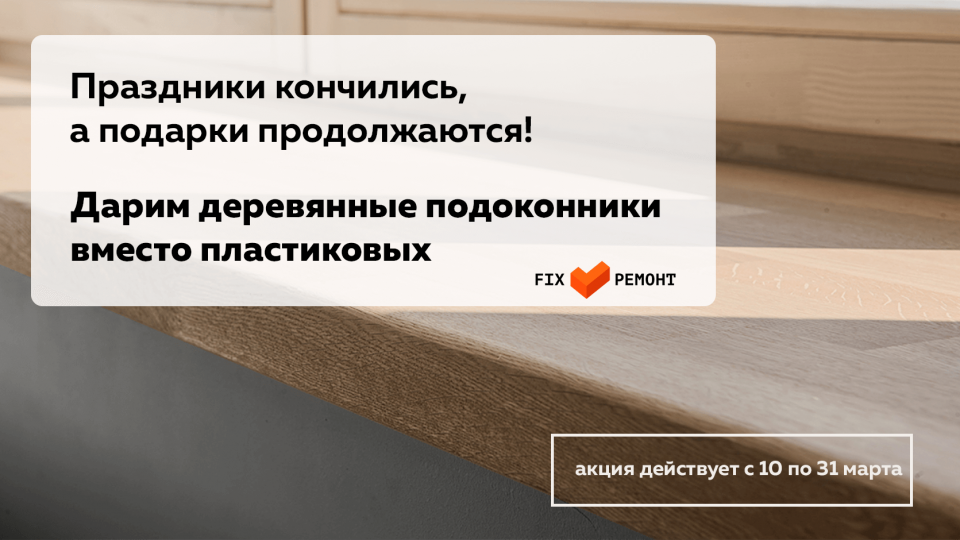 Праздники кончились,
а подарки продолжаются!
Дарим деревянные подоконники
вместо пластиковых
FIX РЕМОНТ
акция действует с 10 по 31 марта